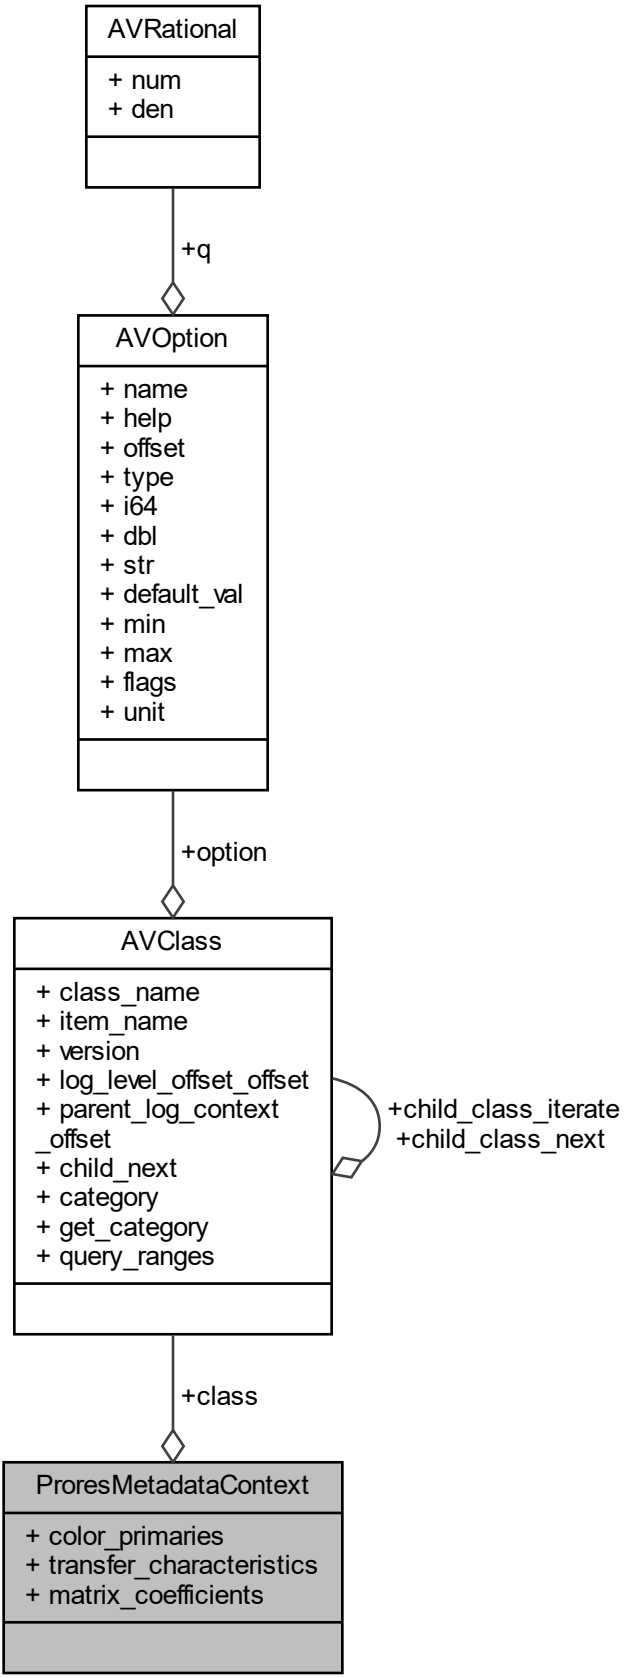 AVRational
+ num
+ den
+q
AVOption
+ name
+ help
+ offset
+ type
+ i64
+ dbl
+ str
+ default_val
+ min
+ max
+ flags
+ unit
+option
AVClass
+ class_name
+ item_name
+ version
+ log_level_offset_offset
+ parent_log_context
_offset
+ child_next
+ category
+ get_category
+ query_ranges
+child_class_iterate
+child_class_next
+class
ProresMetadataContext
+ color_primaries
+ transfer_characteristics
+ matrix_coefficients